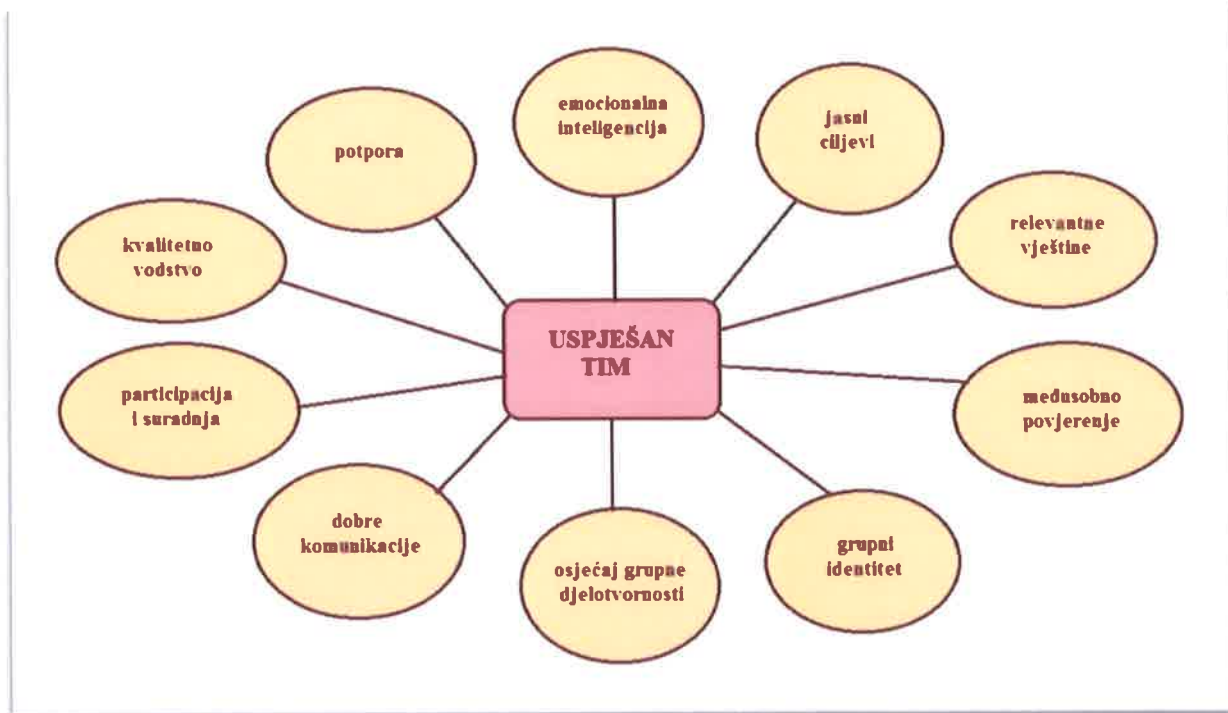 emocionalna
inteligencija
jasni
ciljevi
potpora
relevantne
vještine
kvalitetno
vodstvo
USPJEŠAN
TIM
participacija
i suradnja
međusobno
povjerenje
dobre
komunikacije
osjećaj grupne
djelotvornosti
grupni
identitet